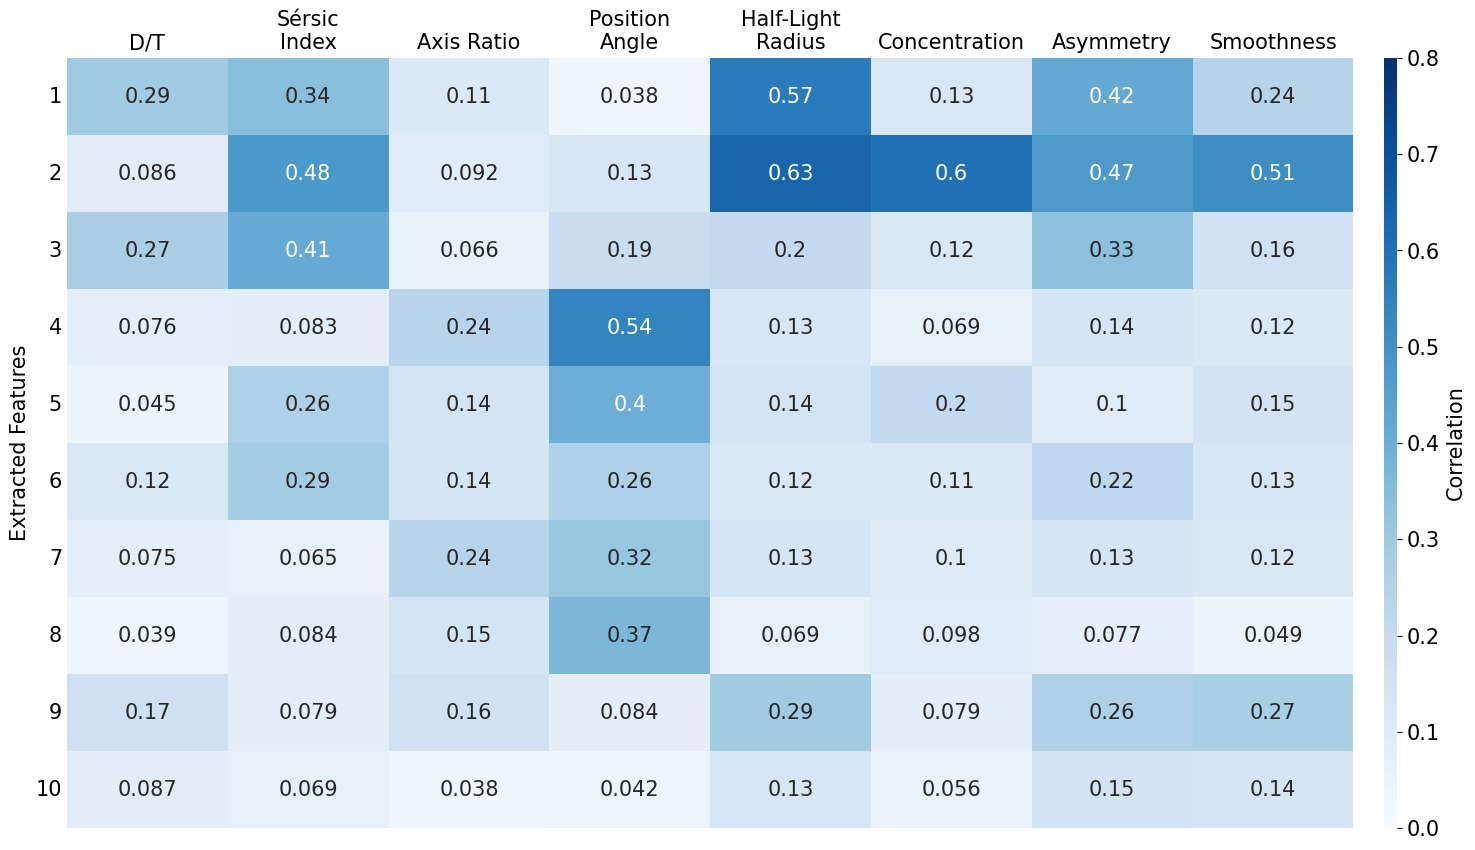 D/T Sérsic Index Axis Ratio Position Angle Half-Light Radius Concentration Asymmetry Smoothness
1 0.29 0.34 0.11 0.038 0.57 0.13 0.42 0.24
2 0.086 0.48 0.092 0.13 0.63 0.6 0.47 0.51
3 0.27 0.41 0.066 0.19 0.2 0.12 0.33 0.16
4 0.076 0.083 0.24 0.54 0.13 0.069 0.14 0.12
5 0.045 0.26 0.14 0.4 0.14 0.2 0.1 0.15
6 0.12 0.29 0.14 0.26 0.12 0.11 0.22 0.13
7 0.075 0.065 0.24 0.32 0.13 0.1 0.13 0.12
8 0.039 0.084 0.15 0.37 0.069 0.098 0.077 0.049
9 0.17 0.079 0.16 0.084 0.29 0.079 0.26 0.27
10 0.087 0.069 0.038 0.042 0.13 0.056 0.15 0.14
Extracted Features
0.8
0.7
0.6
0.5
0.4
0.3
0.2
0.1
0.0
Correlation